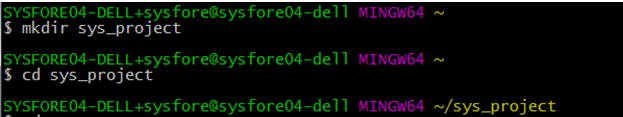 SYSFORE04-DELL+sysfore@sysfore04-dell MINGW64 ~
$ mkdir sys_project
SYSFORE04-DELL+sysfore@sysfore04-dell MINGW64 ~
$ cd sys_project
SYSFORE04-DELL+sysfore@sysfore04-dell MINGW64 ~/sys_project